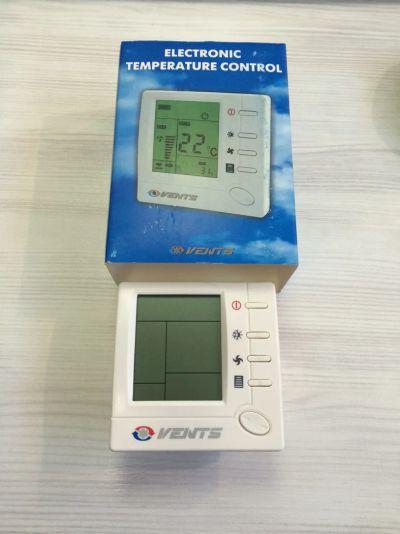 ELECTRONIC
TEMPERATURE CONTROL
22°C
VENTS
VENTS
VENTS